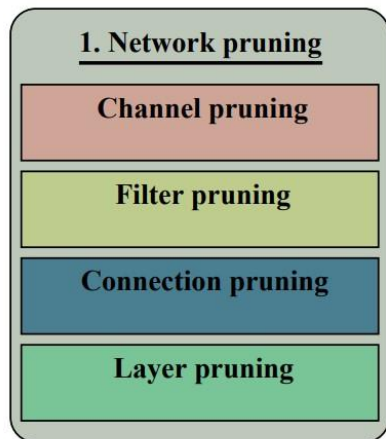 1. Network pruning
Channel pruning
Filter pruning
Connection pruning
Layer pruning